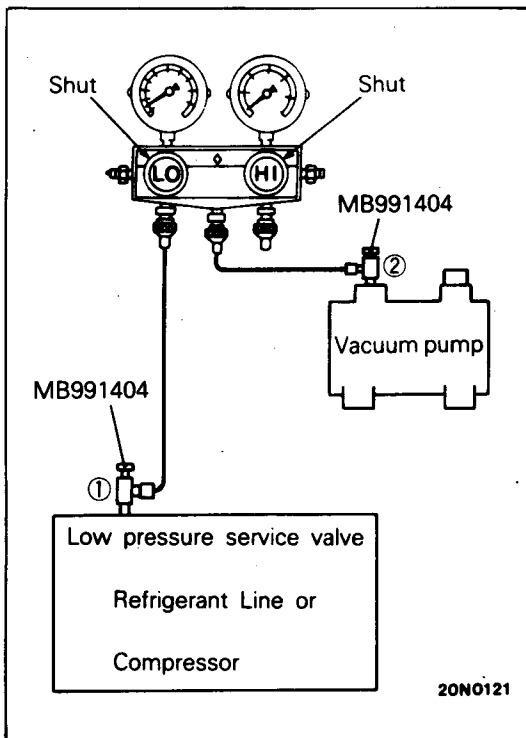 Shut
Shut
LO
HI
MB991404
②
Vacuum pump
MB991404
①
Low pressure service valve
Refrigerant Line or
Compressor
20N0121